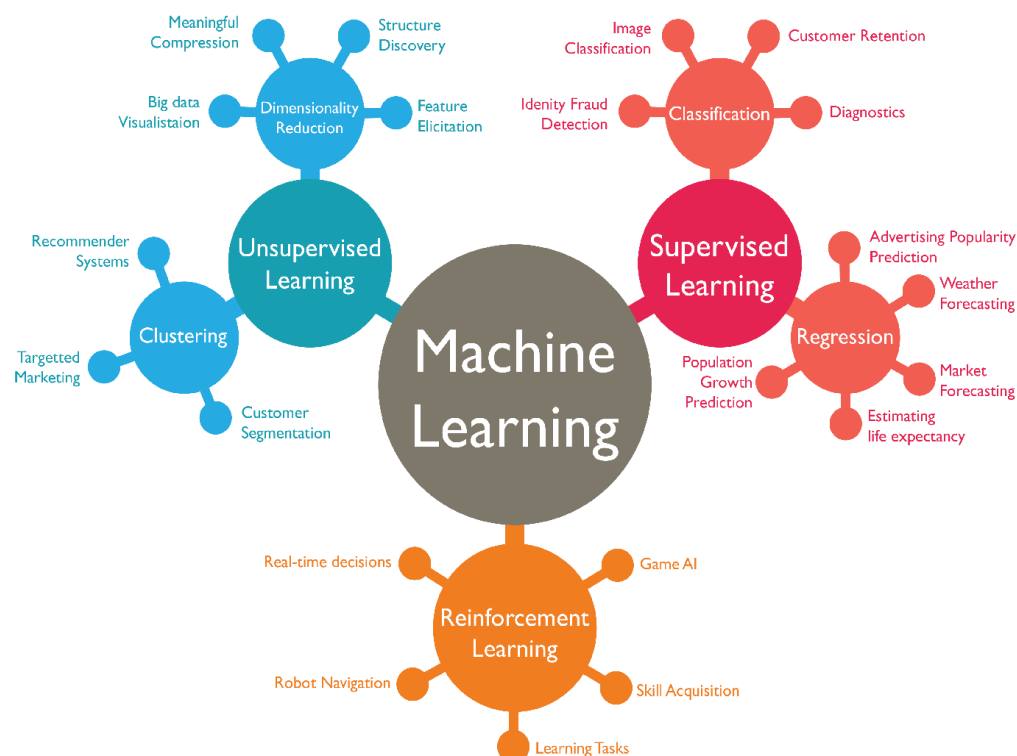 Meaningful
Compression
Structure
Discovery
Big data
Visualistaion
Dimensionality
Reduction
Feature
Elicitation
Unsupervised
Learning
Recommender
Systems
Clustering
Targetted
Marketing
Customer
Segmentation
Machine
Learning
Image
Classification
Customer Retention
Idenity Fraud
Detection
Classification
Diagnostics
Supervised
Learning
Advertising Popularity
Prediction
Weather
Forecasting
Regression
Population
Growth
Prediction
Market
Forecasting
Estimating
life expectancy
Real-time decisions
Game AI
Reinforcement
Learning
Robot Navigation
Skill Acquisition
Learning Tasks